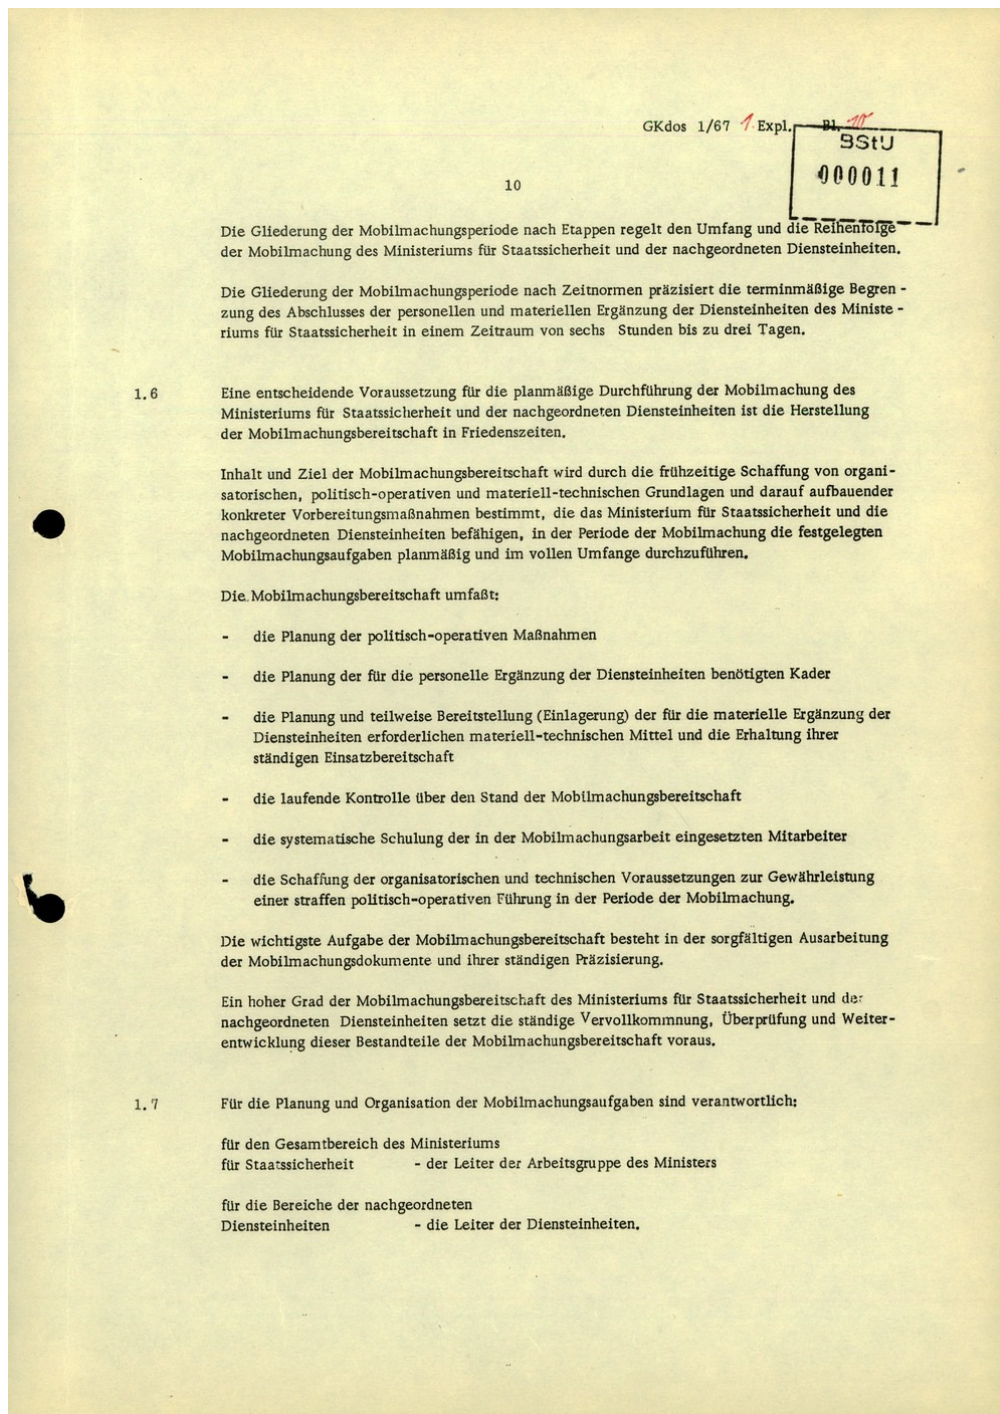 GKdos 1/67 1. Expl. Bl. 10
BStU
000011
10
Die Gliederung der Mobilmachungsperiode nach Etappen regelt den Umfang und die Reihenfolge
der Mobilmachung des Ministeriums für Staatssicherheit und der nachgeordneten Diensteinheiten.
Die Gliederung der Mobilmachungsperiode nach Zeitnormen präzisiert die terminmäßige Begren -
zung des Abschlusses der personellen und materiellen Ergänzung der Diensteinheiten des Ministe -
riums für Staatssicherheit in einem Zeitraum von sechs Stunden bis zu drei Tagen.
1.6 Eine entscheidende Voraussetzung für die planmäßige Durchführung der Mobilmachung des
Ministeriums für Staatssicherheit und der nachgeordneten Diensteinheiten ist die Herstellung
der Mobilmachungsbereitschaft in Friedenszeiten.
Inhalt und Ziel der Mobilmachungsbereitschaft wird durch die frühzeitige Schaffung von organi-
satorischen, politisch-operativen und materiell-technischen Grundlagen und darauf aufbauender
konkreter Vorbereitungsmaßnahmen bestimmt, die das Ministerium für Staatssicherheit und die
nachgeordneten Diensteinheiten befähigen, in der Periode der Mobilmachung die festgelegten
Mobilmachungsaufgaben planmäßig und im vollen Umfange durchzuführen.
Die Mobilmachungsbereitschaft umfaßt:
- die Planung der politisch-operativen Maßnahmen
- die Planung der für die personelle Ergänzung der Diensteinheiten benötigten Kader
- die Planung und teilweise Bereitstellung (Einlagerung) der für die materielle Ergänzung der
Diensteinheiten erforderlichen materiell-technischen Mittel und die Erhaltung ihrer
ständigen Einsatzbereitschaft
- die laufende Kontrolle über den Stand der Mobilmachungsbereitschaft
- die systematische Schulung der in der Mobilmachungsarbeit eingesetzten Mitarbeiter
- die Schaffung der organisatorischen und technischen Voraussetzungen zur Gewährleistung
einer straffen politisch-operativen Führung in der Periode der Mobilmachung.
Die wichtigste Aufgabe der Mobilmachungsbereitschaft besteht in der sorgfältigen Ausarbeitung
der Mobilmachungsdokumente und ihrer ständigen Präzisierung.
Ein hoher Grad der Mobilmachungsbereitschaft des Ministeriums für Staatssicherheit und der
nachgeordneten Diensteinheiten setzt die ständige Vervollkommnung, Überprüfung und Weiter-
entwicklung dieser Bestandteile der Mobilmachungsbereitschaft voraus.
1.7 Für die Planung und Organisation der Mobilmachungsaufgaben sind verantwortlich:
für den Gesamtbereich des Ministeriums
für Staatssicherheit - der Leiter der Arbeitsgruppe des Ministers
für die Bereiche der nachgeordneten
Diensteinheiten - die Leiter der Diensteinheiten.